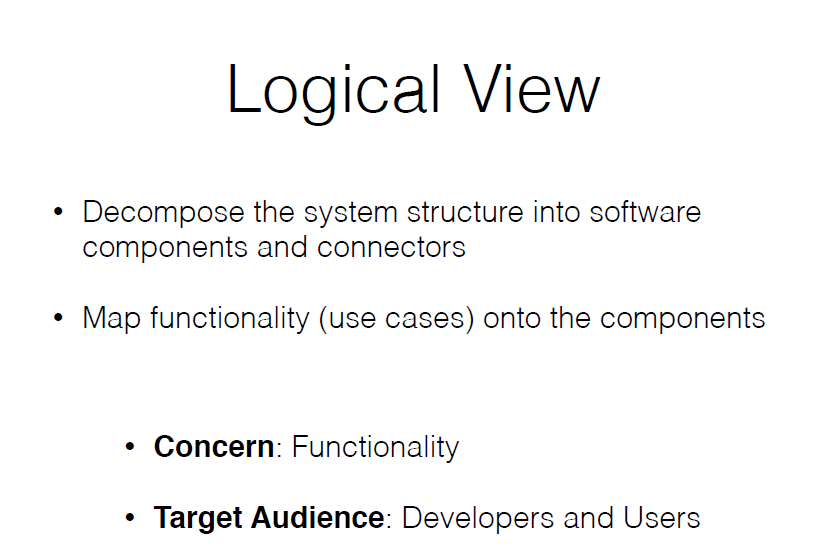 Logical View
• Decompose the system structure into software
components and connectors
• Map functionality (use cases) onto the components
• Concern: Functionality
• Target Audience: Developers and Users